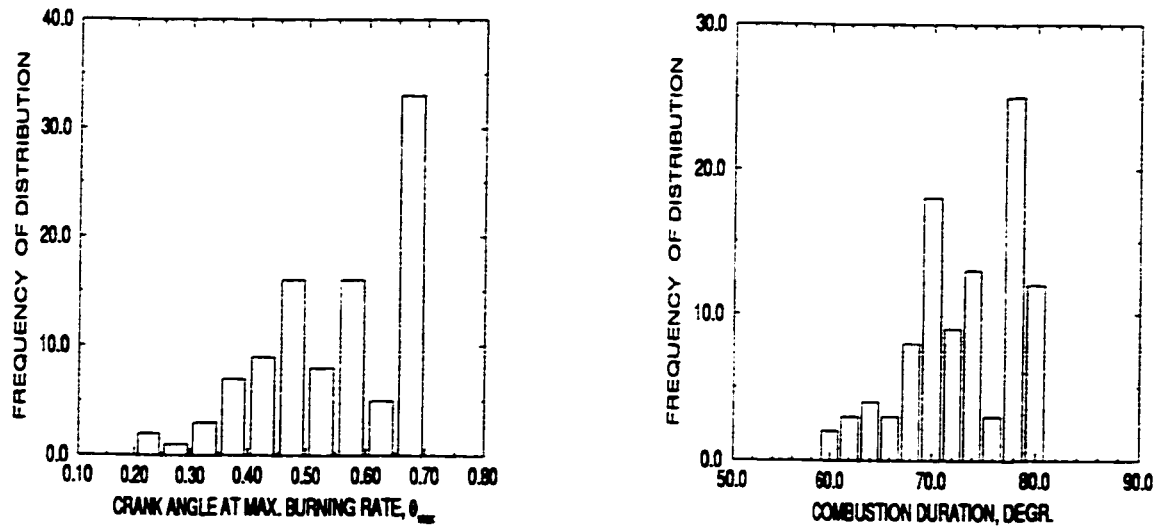 40.0
30.0
20.0
10.0
0.0
FREQUENCY OF DISTRIBUTION
0.10 0.20 0.30 0.40 0.50 0.60 0.70 0.80
CRANK ANGLE AT MAX. BURNING RATE, θ
30.0
20.0
10.0
0.0
FREQUENCY OF DISTRIBUTION
50.0 60.0 70.0 80.0 90.0
COMBUSTION DURATION, DEGR.